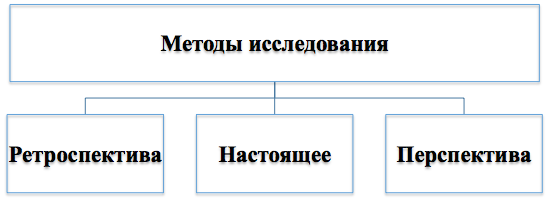 Методы исследования
Ретроспектива
Настоящее
Перспектива